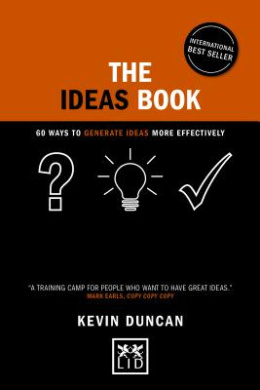 INTERNATIONAL
BEST SELLER
THE
IDEAS BOOK
60 WAYS TO GENERATE IDEAS MORE EFFECTIVELY
?
"A TRAINING CAMP FOR PEOPLE WHO WANT TO HAVE GREAT IDEAS."
MARK EARLS, COPY COPY COPY
KEVIN DUNCAN
LID